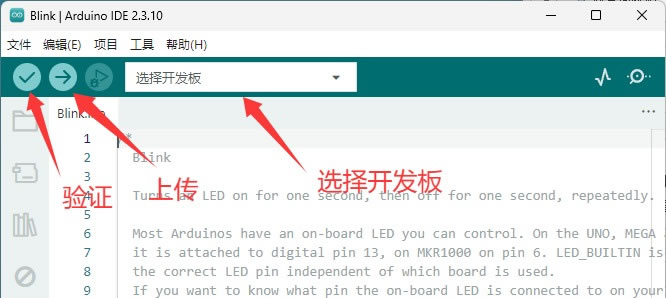 Blink | Arduino IDE 2.3.10
文件 编辑(E) 项目 工具 帮助(H)
选择开发板
Blink.ino
验证
上传
选择开发板
1 *
2 Blink
3
4 Turns an LED on for one second, then off for one second, repeatedly.
5
6 Most Arduinos have an on-board LED you can control. On the UNO, MEGA
7 it is attached to digital pin 13, on MKR1000 on pin 6. LED_BUILTIN is
8 the correct LED pin independent of which board is used.
9 If you want to know what pin the on-board LED is connected to on your